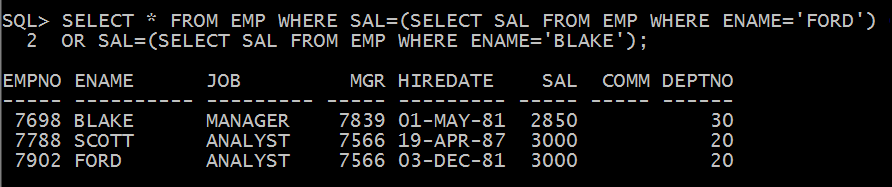 SQL> SELECT * FROM EMP WHERE SAL=(SELECT SAL FROM EMP WHERE ENAME='FORD')
  2  OR SAL=(SELECT SAL FROM EMP WHERE ENAME='BLAKE');

EMPNO ENAME      JOB         MGR HIREDATE    SAL  COMM DEPTNO
----- ---------- --------- ----- --------- ----- ----- ------
 7698 BLAKE      MANAGER    7839 01-MAY-81  2850           30
 7788 SCOTT      ANALYST    7566 19-APR-87  3000           20
 7902 FORD       ANALYST    7566 03-DEC-81  3000           20